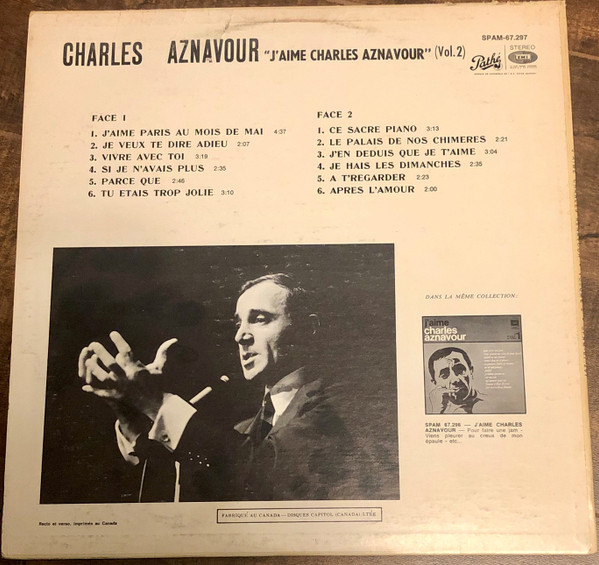 CHARLES AZNAVOUR "J'AIME CHARLES AZNAVOUR" (Vol.2)
SPAM-67.297
Pathé
STEREO
EMI
FACE 1
1. J'AIME PARIS AU MOIS DE MAI 4:37
2. JE VEUX TE DIRE ADIEU 2:07
3. VIVRE AVEC TOI 3:19
4. SI JE N'AVAIS PLUS 2:35
5. PARCE QUE 2:46
6. TU ETAIS TROP JOLIE 3:10
FACE 2
1. CE SACRE PIANO 3:13
2. LE PALAIS DE NOS CHIMERES 2:21
3. J'EN DEDUIS QUE JE T'AIME 3:04
4. JE HAIS LES DIMANCHES 2:35
5. A T'REGARDER 2:23
6. APRES L'AMOUR 2:00
DANS LA MÊME COLLECTION:
j'aime
charles
aznavour
SPAM 67.296 — J'AIME CHARLES
AZNAVOUR — Pour faire une jam -
Viens pleurer au creux de mon
épaule - etc...
FABRIQUÉ AU CANADA — DISQUES CAPITOL (CANADA) LTÉE
Recto et verso, imprimés au Canada